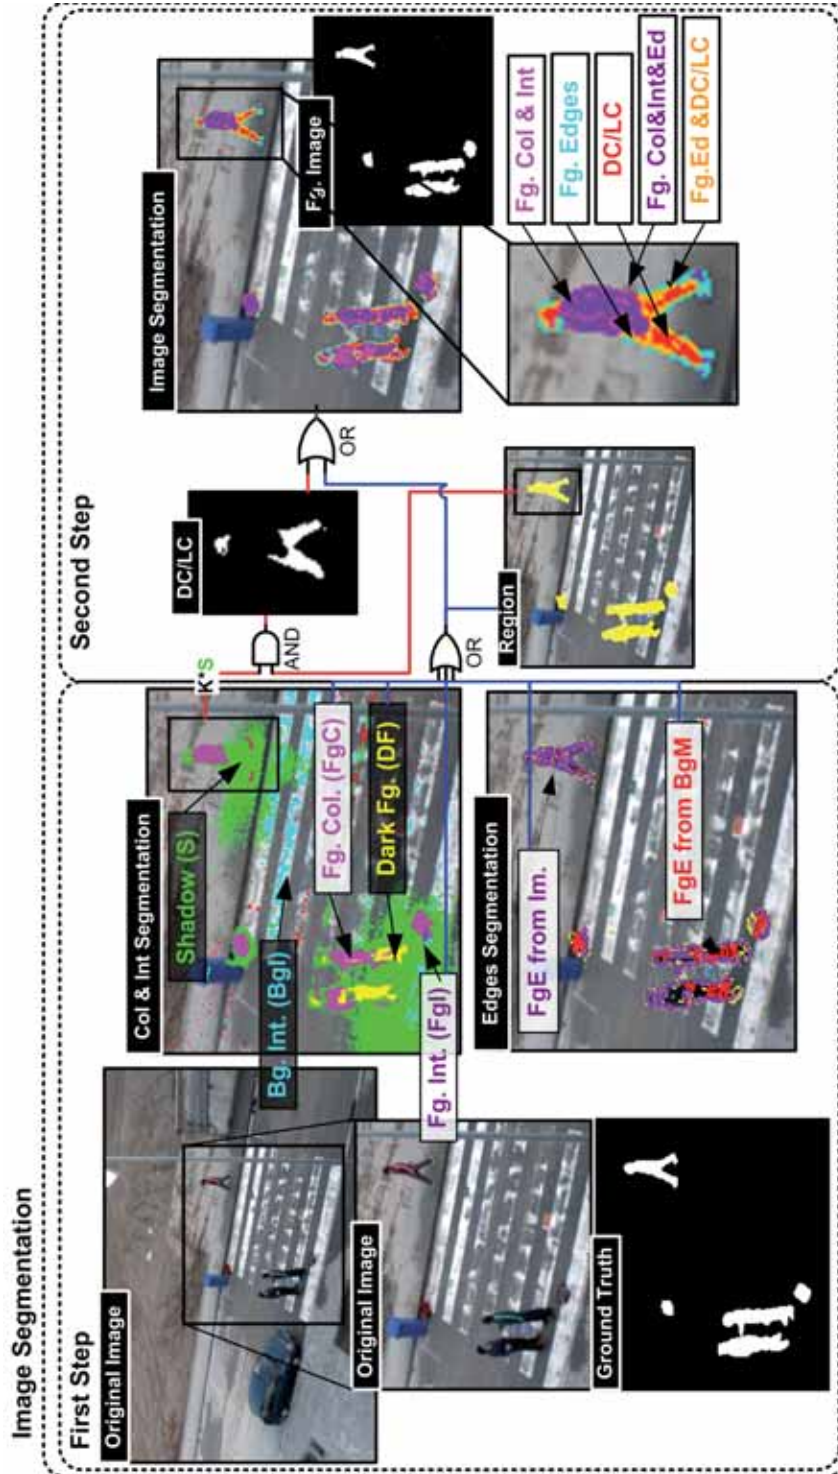 Image Segmentation
First Step
Original Image
Original Image
Ground Truth
Col & Int Segmentation
Shadow (S)
Bg. Int. (BgI)
Fg. Col. (FgC)
Dark Fg. (DF)
Fg. Int. (FgI)
Edges Segmentation
FgE from Im.
FgE from BgM
Second Step
K*S
AND
DC/LC
OR
Region
OR
Image Segmentation
Fg. Image
Fg. Col & Int
Fg. Edges
DC/LC
Fg. Col&Int&Ed
Fg.Ed &DC/LC